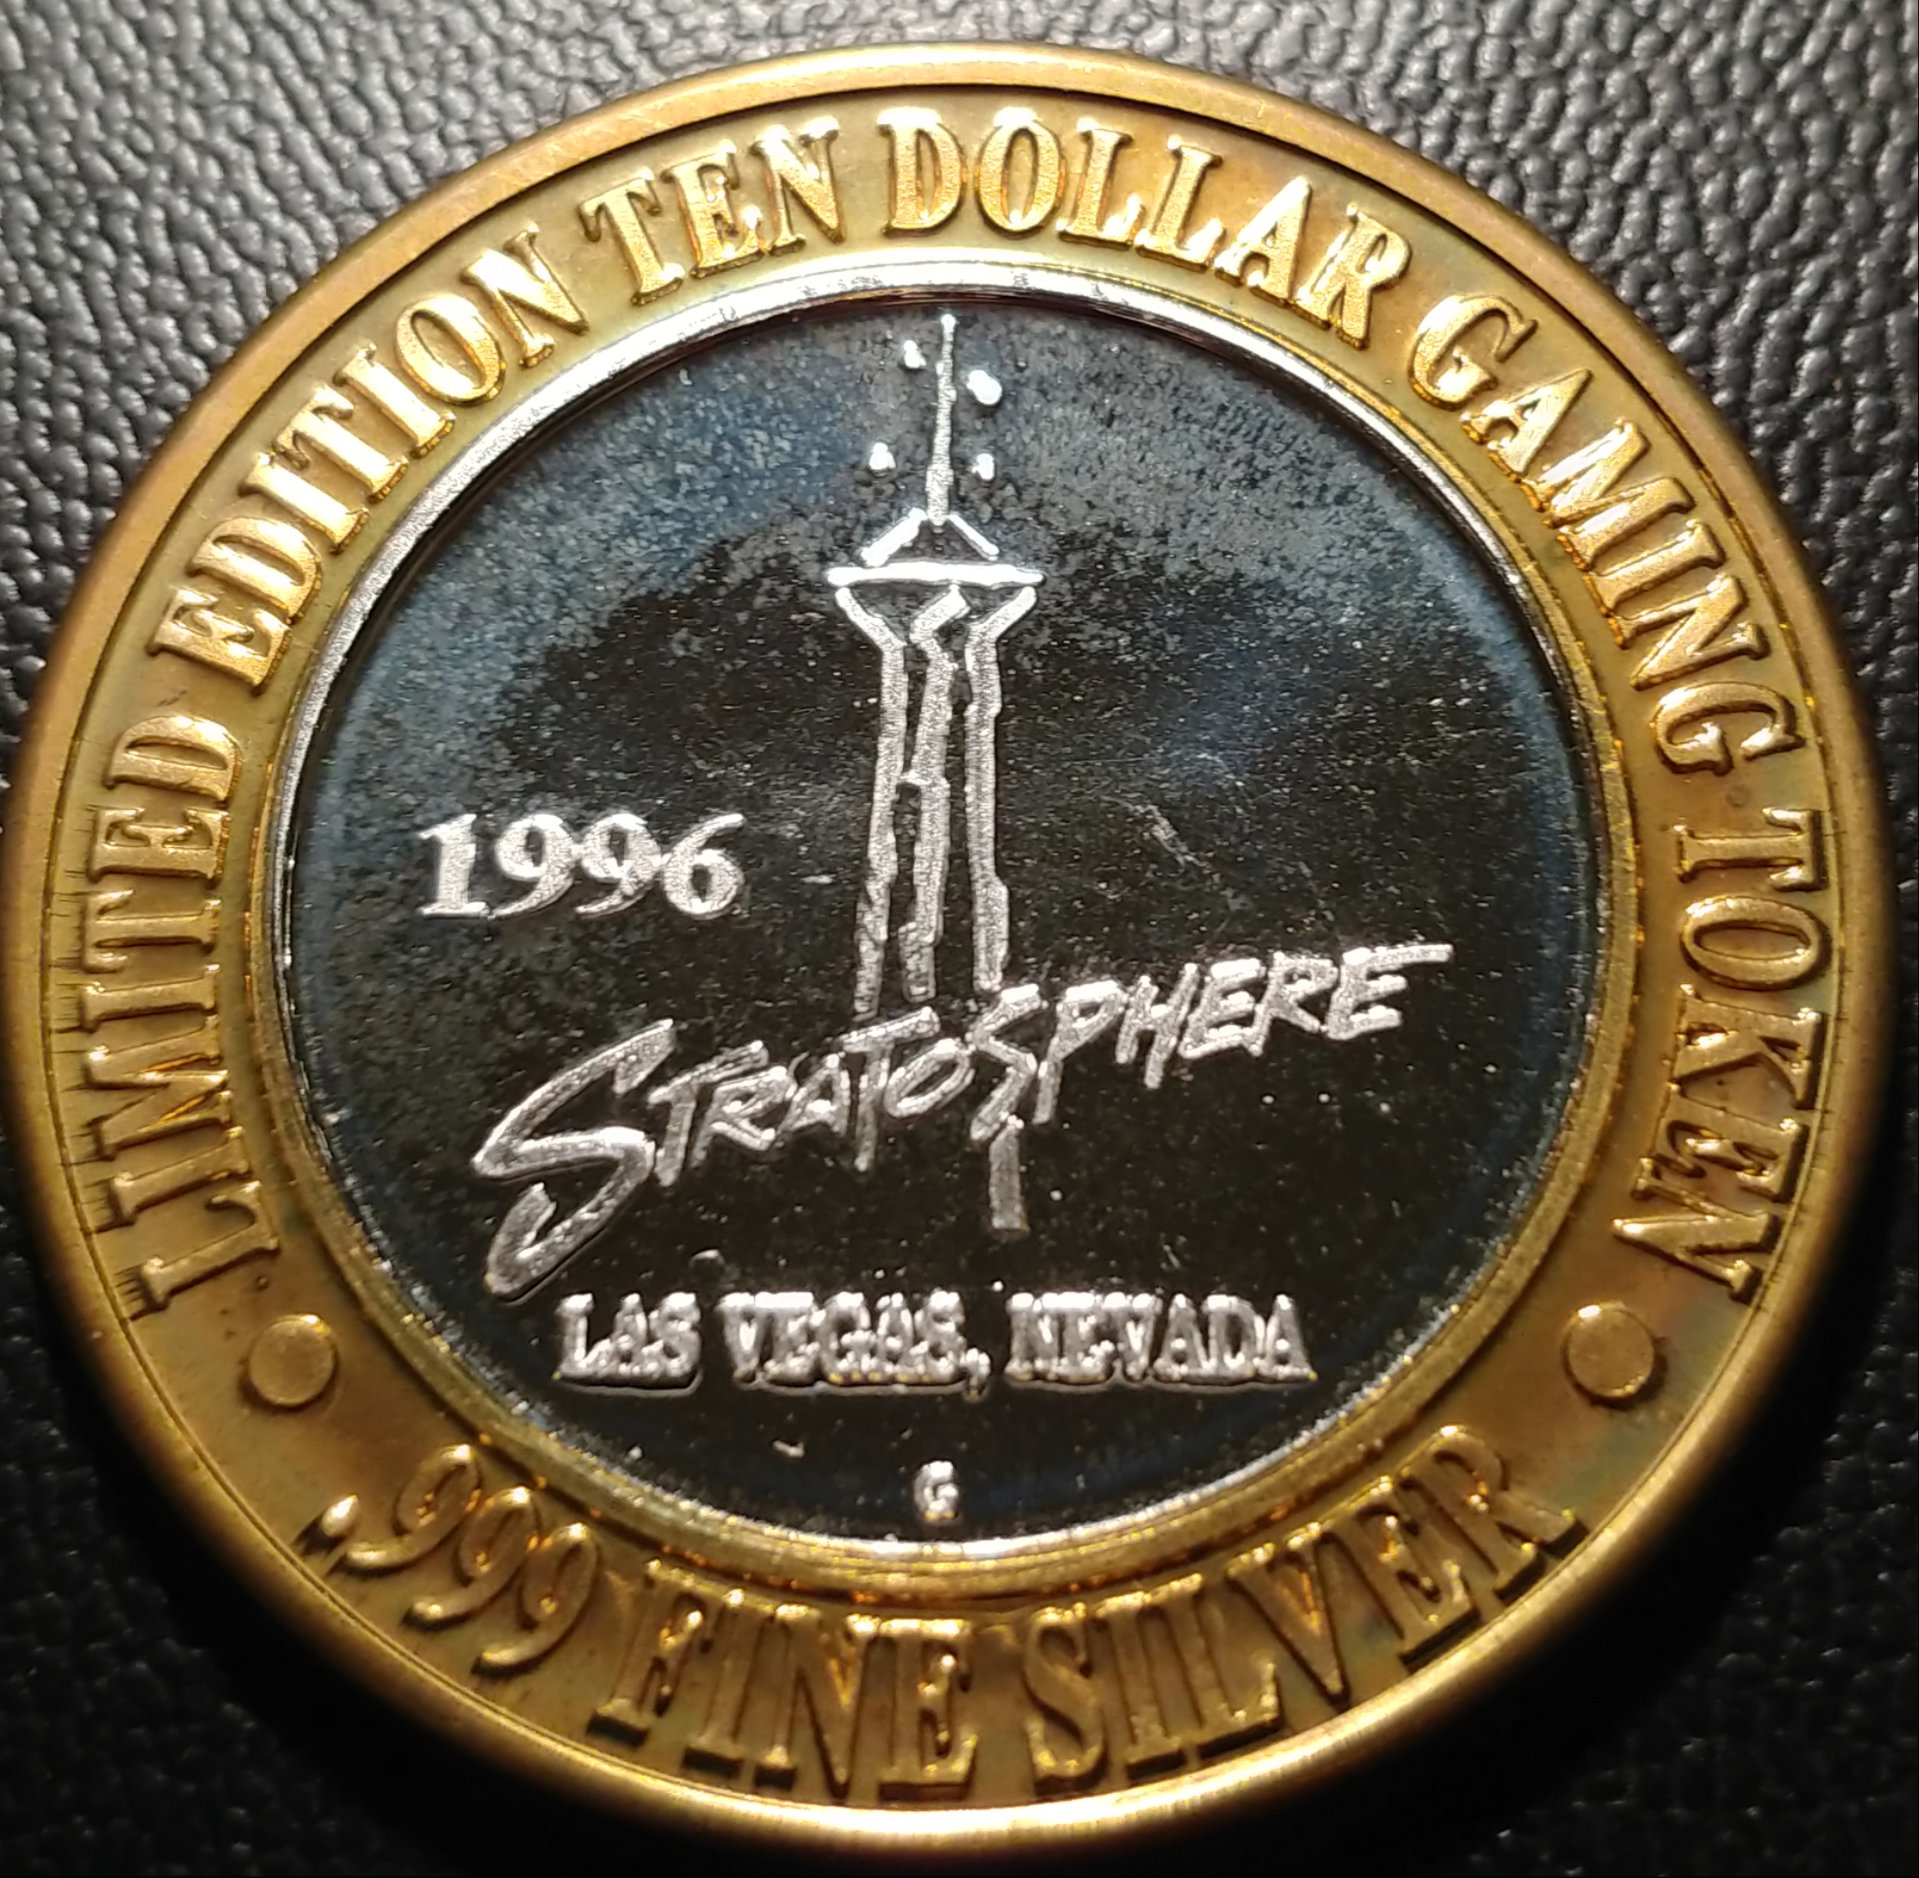 LIMITED EDITION TEN DOLLAR GAMING TOKEN
1996
STRATOSPHERE
LAS VEGAS, NEVADA
G
.999 FINE SILVER